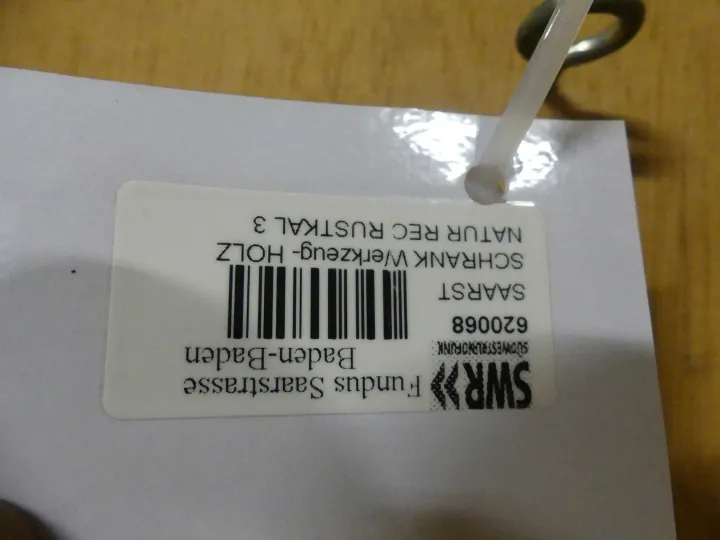 SWR»
SÜDWESTRUNDFUNK
Fundus Saarstrasse
Baden-Baden
620068
SAARST
SCHRANK Werkzeug- HOLZ
NATUR REC RUSTKAL 3